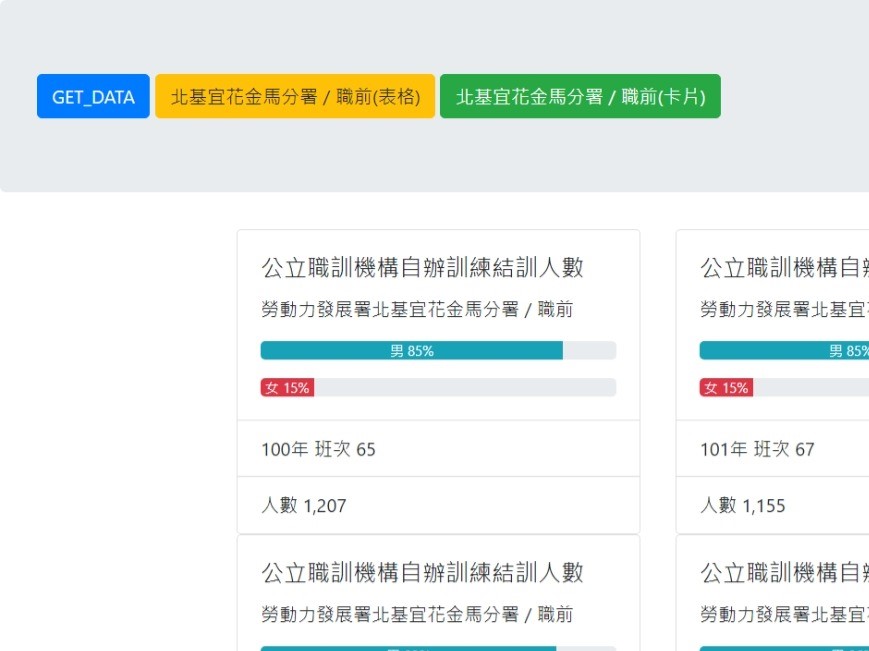 GET_DATA 北基宜花金馬分署 / 職前(表格) 北基宜花金馬分署 / 職前(卡片)
公立職訓機構自辦訓練結訓人數
勞動力發展署北基宜花金馬分署 / 職前
男 85%
女 15%
100年 班次 65
人數 1,207
公立職訓機構自
勞動力發展署北基宜
男 85%
女 15%
101年 班次 67
人數 1,155
公立職訓機構自辦訓練結訓人數
勞動力發展署北基宜花金馬分署 / 職前
公立職訓機構自
勞動力發展署北基宜